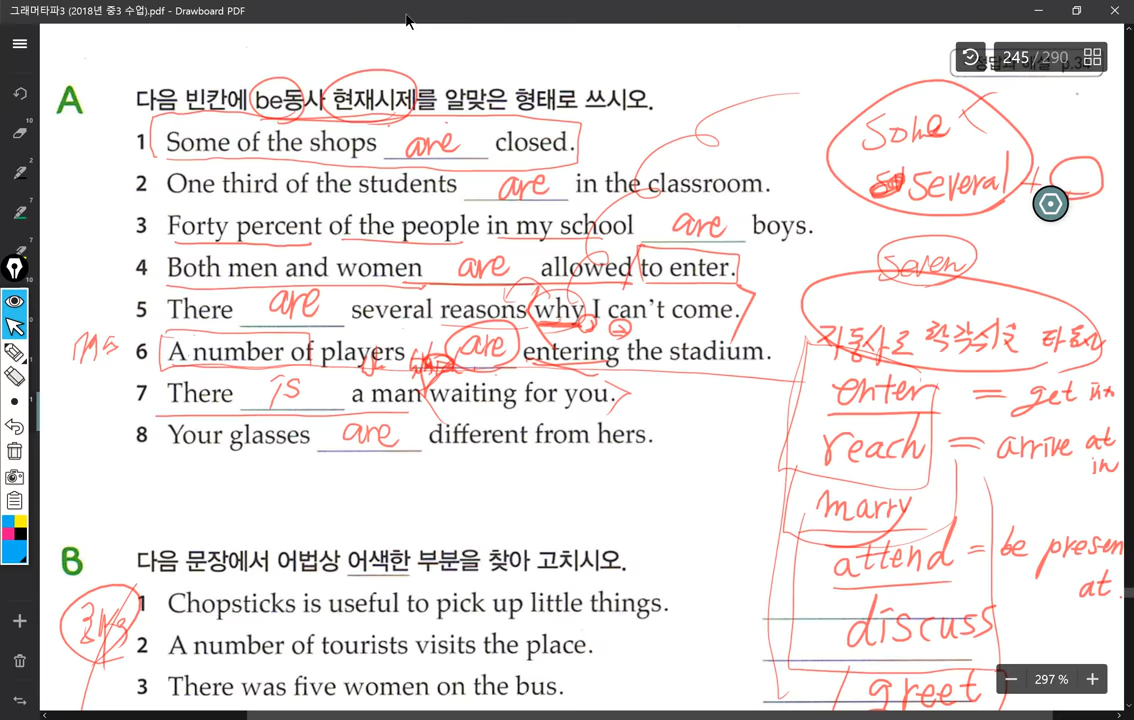 그래머타파3 (2018년 중3 수업).pdf - Drawboard PDF
245 / 290
A 다음 빈칸에 be동사 현재시제를 알맞은 형태로 쓰시오.
1 Some of the shops are closed.
2 One third of the students are in the classroom.
3 Forty percent of the people in my school are boys.
4 Both men and women are allowed to enter.
5 There are several reasons why I can't come.
6 A number of players are entering the stadium.
7 There is a man waiting for you.
8 Your glasses are different from hers.
B 다음 문장에서 어법상 어색한 부분을 찾아 고치시오.
1 Chopsticks is useful to pick up little things.
2 A number of tourists visits the place.
3 There was five women on the bus.
Some
Several +
Seven
자동사로 착각하기 쉬운 타동사
enter = get
reach = arrive at
in
marry
attend = be presen
at.
discuss
greet
297 %
10
10
1